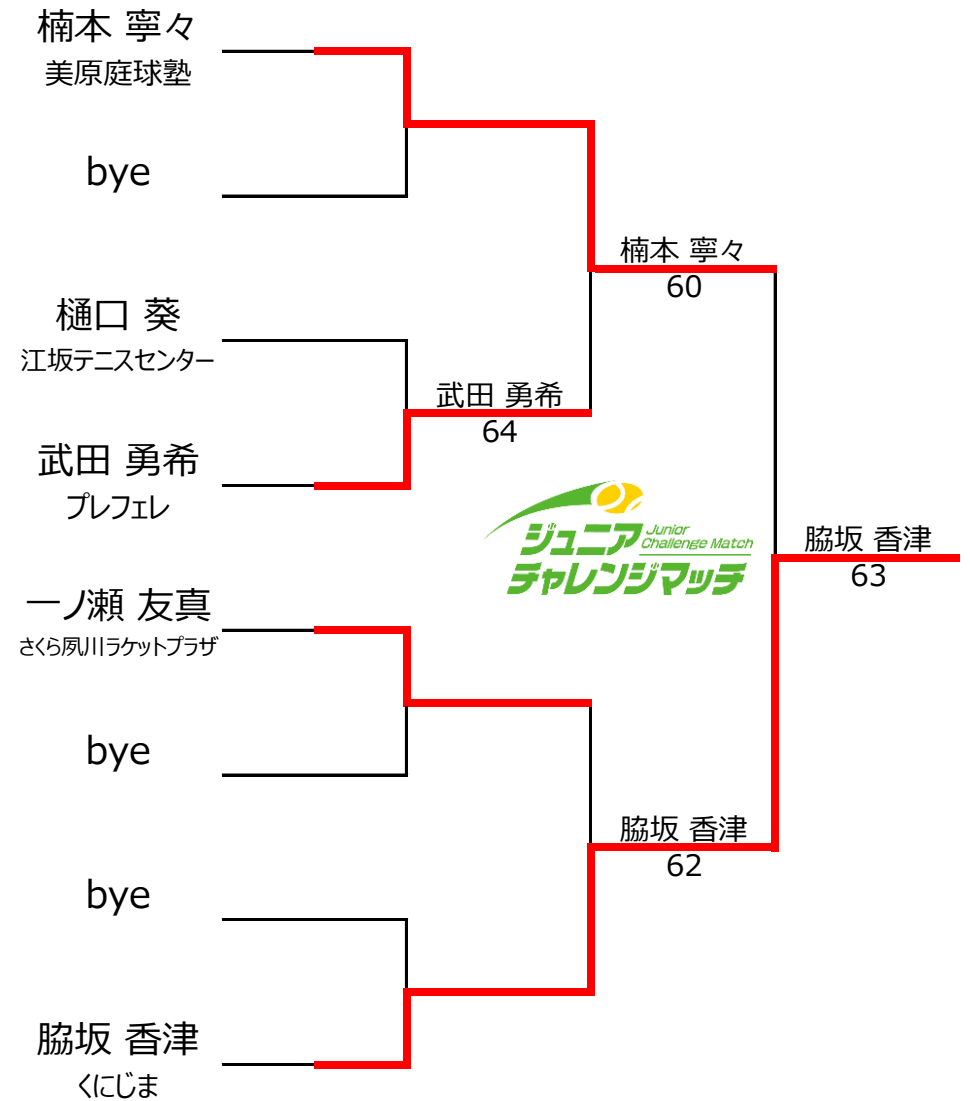 楠本 寧々
美原庭球塾
bye
樋口 葵
江坂テニスセンター
武田 勇希
プレフェレ
一ノ瀬 友真
さくら夙川ラケットプラザ
bye
bye
脇坂 香津
くにじま
武田 勇希
64
楠本 寧々
60
脇坂 香津
62
脇坂 香津
63
ジュニア
Junior
Challenge Match
チャレンジマッチ